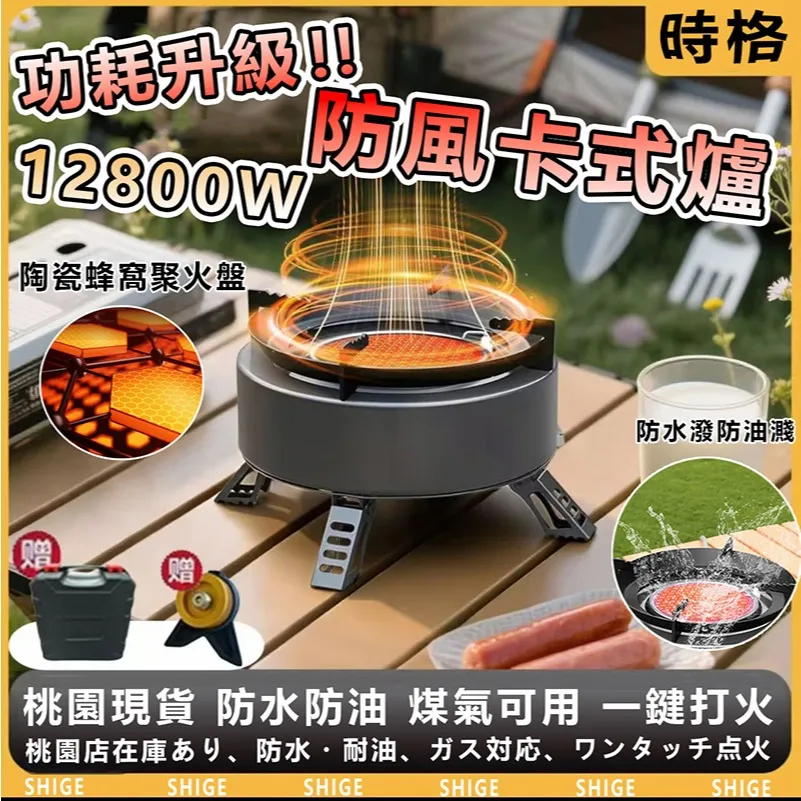 時格
功耗升級!!
12800W
防風卡式爐
陶瓷蜂窩聚火盤
防水潑防油濺
赠
赠
桃園現貨 防水防油 煤氣可用 一鍵打火
桃園店在庫あり、防水・耐油、ガス対応、ワンタッチ点火
SHIGE SHIGE SHIGE SHIGE SHIGE SHIGE